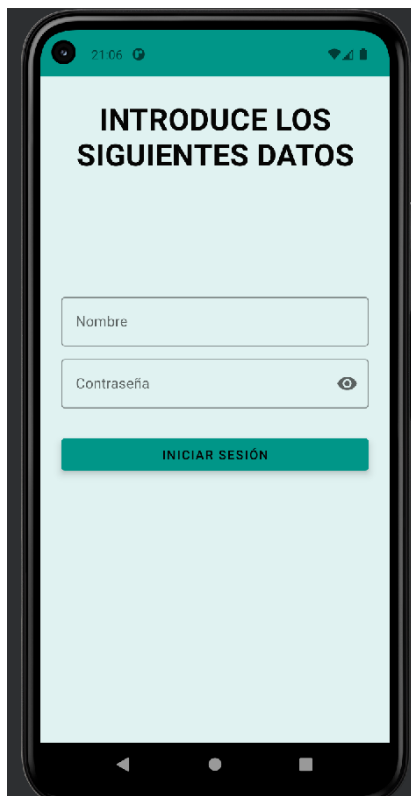 21:06
INTRODUCE LOS
SIGUIENTES DATOS
Nombre
Contraseña
INICIAR SESIÓN